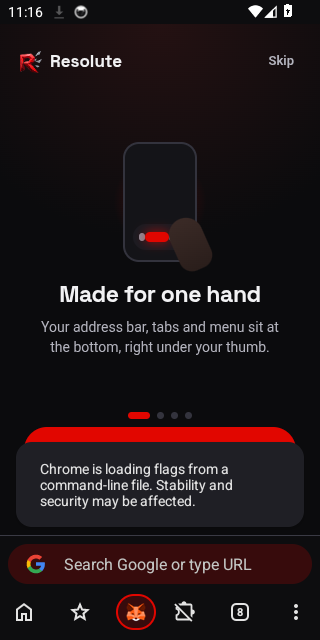 11:16
Resolute
Skip
Made for one hand
Your address bar, tabs and menu sit at
the bottom, right under your thumb.
Chrome is loading flags from a
command-line file. Stability and
security may be affected.
Search Google or type URL
8